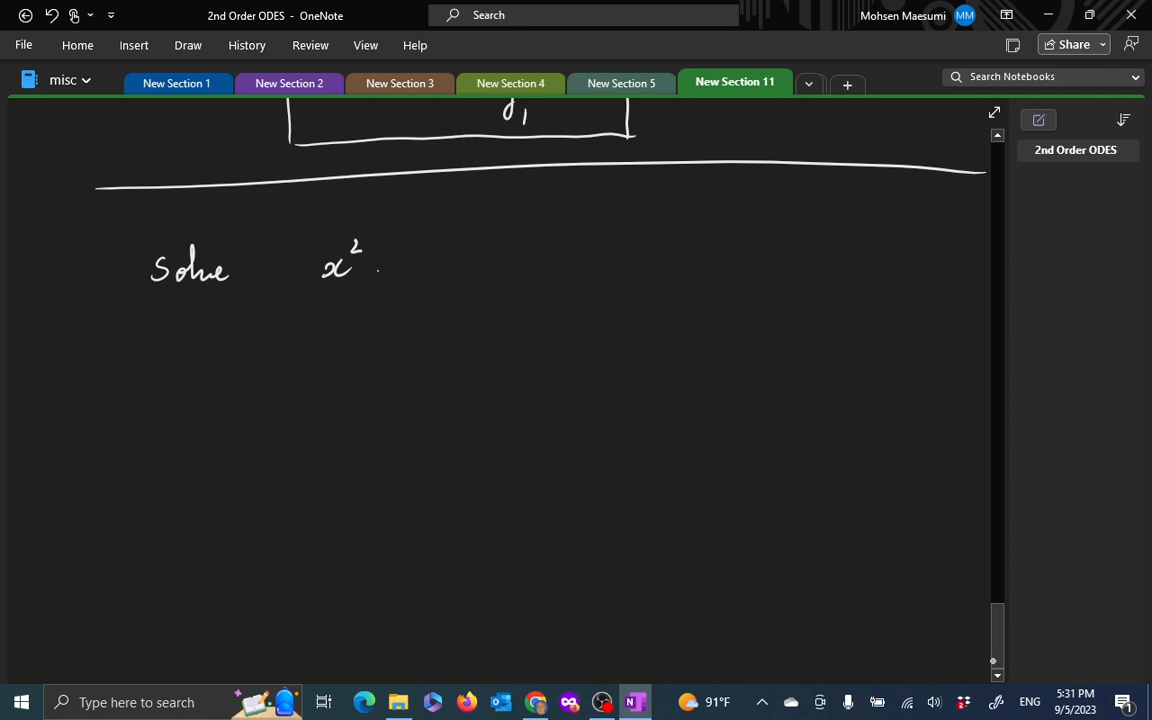 2nd Order ODES - OneNote
Search
Mohsen Maesumi
MM
File Home Insert Draw History Review View Help
Share
misc
New Section 1
New Section 2
New Section 3
New Section 4
New Section 5
New Section 11
Search Notebooks
2nd Order ODES
Solve x²
Type here to search
91°F
ENG
5:31 PM
9/5/2023
1